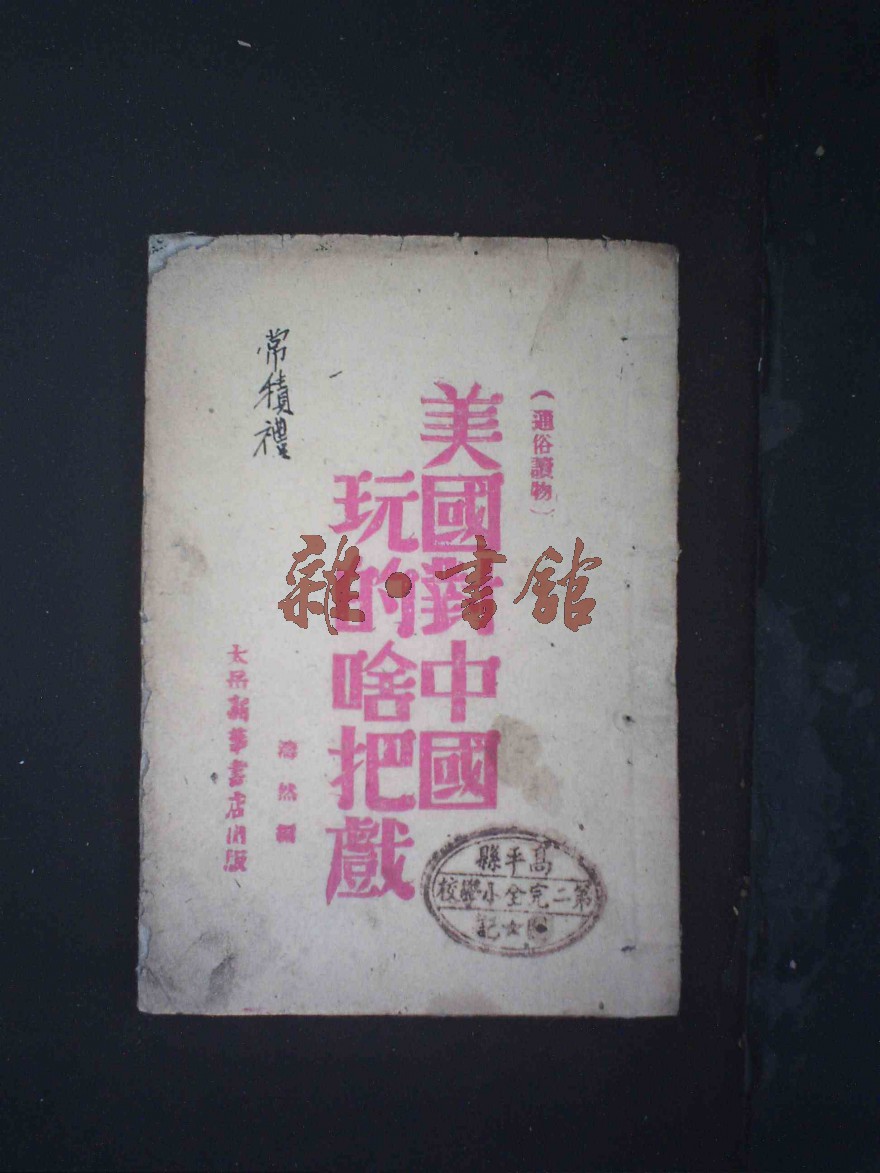 （通俗讀物）
美國對中國
玩的啥把戲
濤然編
太岳新華書店出版
常積禮
雜·書館
高平縣
第二完全小學校
記